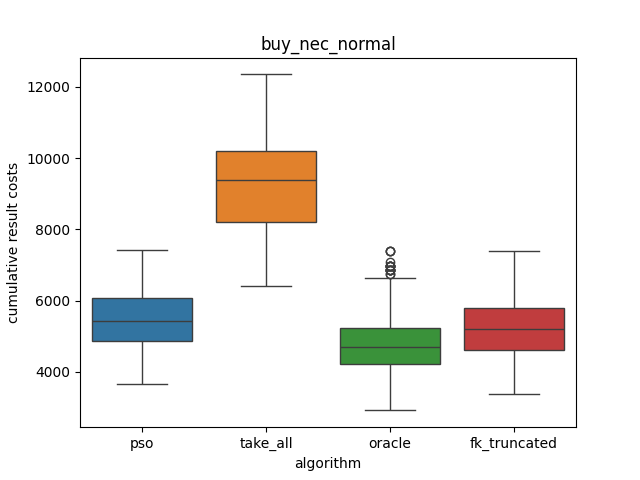 buy_nec_normal
cumulative result costs
12000
10000
8000
6000
4000
pso take_all oracle fk_truncated
algorithm